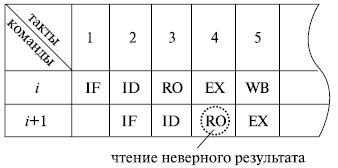 такты
команды
1 2 3 4 5
i IF ID RO EX WB
i+1 IF ID RO EX
чтение неверного результата